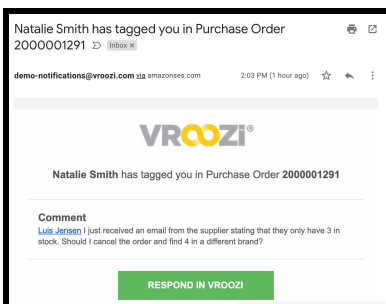 Natalie Smith has tagged you in Purchase Order
2000001291 Inbox x
demo-notifications@vroozi.com via amazonses.com 2:03 PM (1 hour ago)
VROOZI®
Natalie Smith has tagged you in Purchase Order 2000001291
Comment
Luis Jensen I just received an email from the supplier stating that they only have 3 in
stock. Should I cancel the order and find 4 in a different brand?
RESPOND IN VROOZI